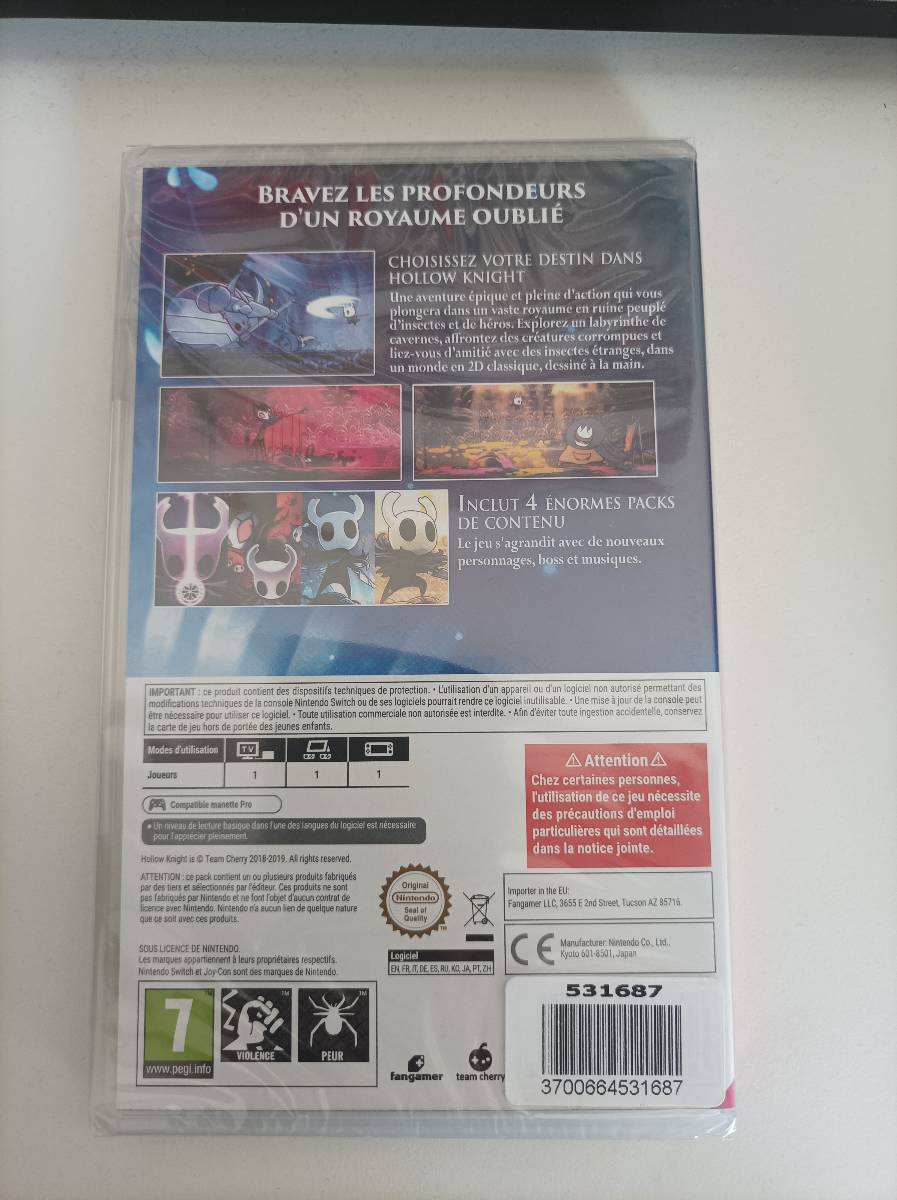 BRAVEZ LES PROFONDEURS
D'UN ROYAUME OUBLIÉ
CHOISISSEZ VOTRE DESTIN DANS
HOLLOW KNIGHT
Une aventure épique et pleine d'action qui vous
plongera dans un vaste royaume en ruine peuplé
d'insectes et de héros. Explorez un labyrinthe de
cavernes, affrontez des créatures corrompues et
liez-vous d'amitié avec des insectes étranges, dans
un monde en 2D classique, dessiné à la main.
INCLUT 4 ÉNORMES PACKS
DE CONTENU
Le jeu s'agrandit avec de nouveaux
personnages, boss et musiques.
IMPORTANT : ce produit contient des dispositifs techniques de protection. • L'utilisation d'un appareil ou d'un logiciel non autorisé permettant des
modifications techniques de la console Nintendo Switch ou de ses logiciels pourrait rendre ce logiciel inutilisable. • Une mise à jour de la console peut
être nécessaire pour utiliser ce logiciel. • Toute utilisation commerciale non autorisée est interdite. • Afin d'éviter toute ingestion accidentelle, conservez
la carte de jeu hors de portée des jeunes enfants.
Modes d'utilisation TV
Joueurs 1 1 1
Compatible manette Pro
• Un niveau de lecture basique dans l'une des langues du logiciel est nécessaire
pour l'apprécier pleinement.
⚠ Attention ⚠
Chez certaines personnes,
l'utilisation de ce jeu nécessite
des précautions d'emploi
particulières qui sont détaillées
dans la notice jointe.
Hollow Knight is © Team Cherry 2018-2019. All rights reserved.
ATTENTION : ce pack contient un ou plusieurs produits fabriqués
par des tiers et sélectionnés par l'éditeur. Ces produits ne sont
pas fabriqués par Nintendo et ne font l'objet d'aucun contrat de
licence avec Nintendo. Nintendo n'a aucun lien de quelque nature
que ce soit avec ces produits.
Original
Nintendo
Seal of
Quality
TM
Importer in the EU:
Fangamer LLC, 3655 E 2nd Street, Tucson AZ 85716.
CE
Manufacturer: Nintendo Co., Ltd.,
Kyoto 601-8501, Japan
SOUS LICENCE DE NINTENDO.
Les marques appartiennent à leurs propriétaires respectifs.
Nintendo Switch et Joy-Con sont des marques de Nintendo.
Logiciel
EN, FR, IT, DE, ES, RU, KO, JA, PT, ZH
7
www.pegi.info
TM
VIOLENCE
TM
PEUR
fangamer
team cherry
531687
3700664531687